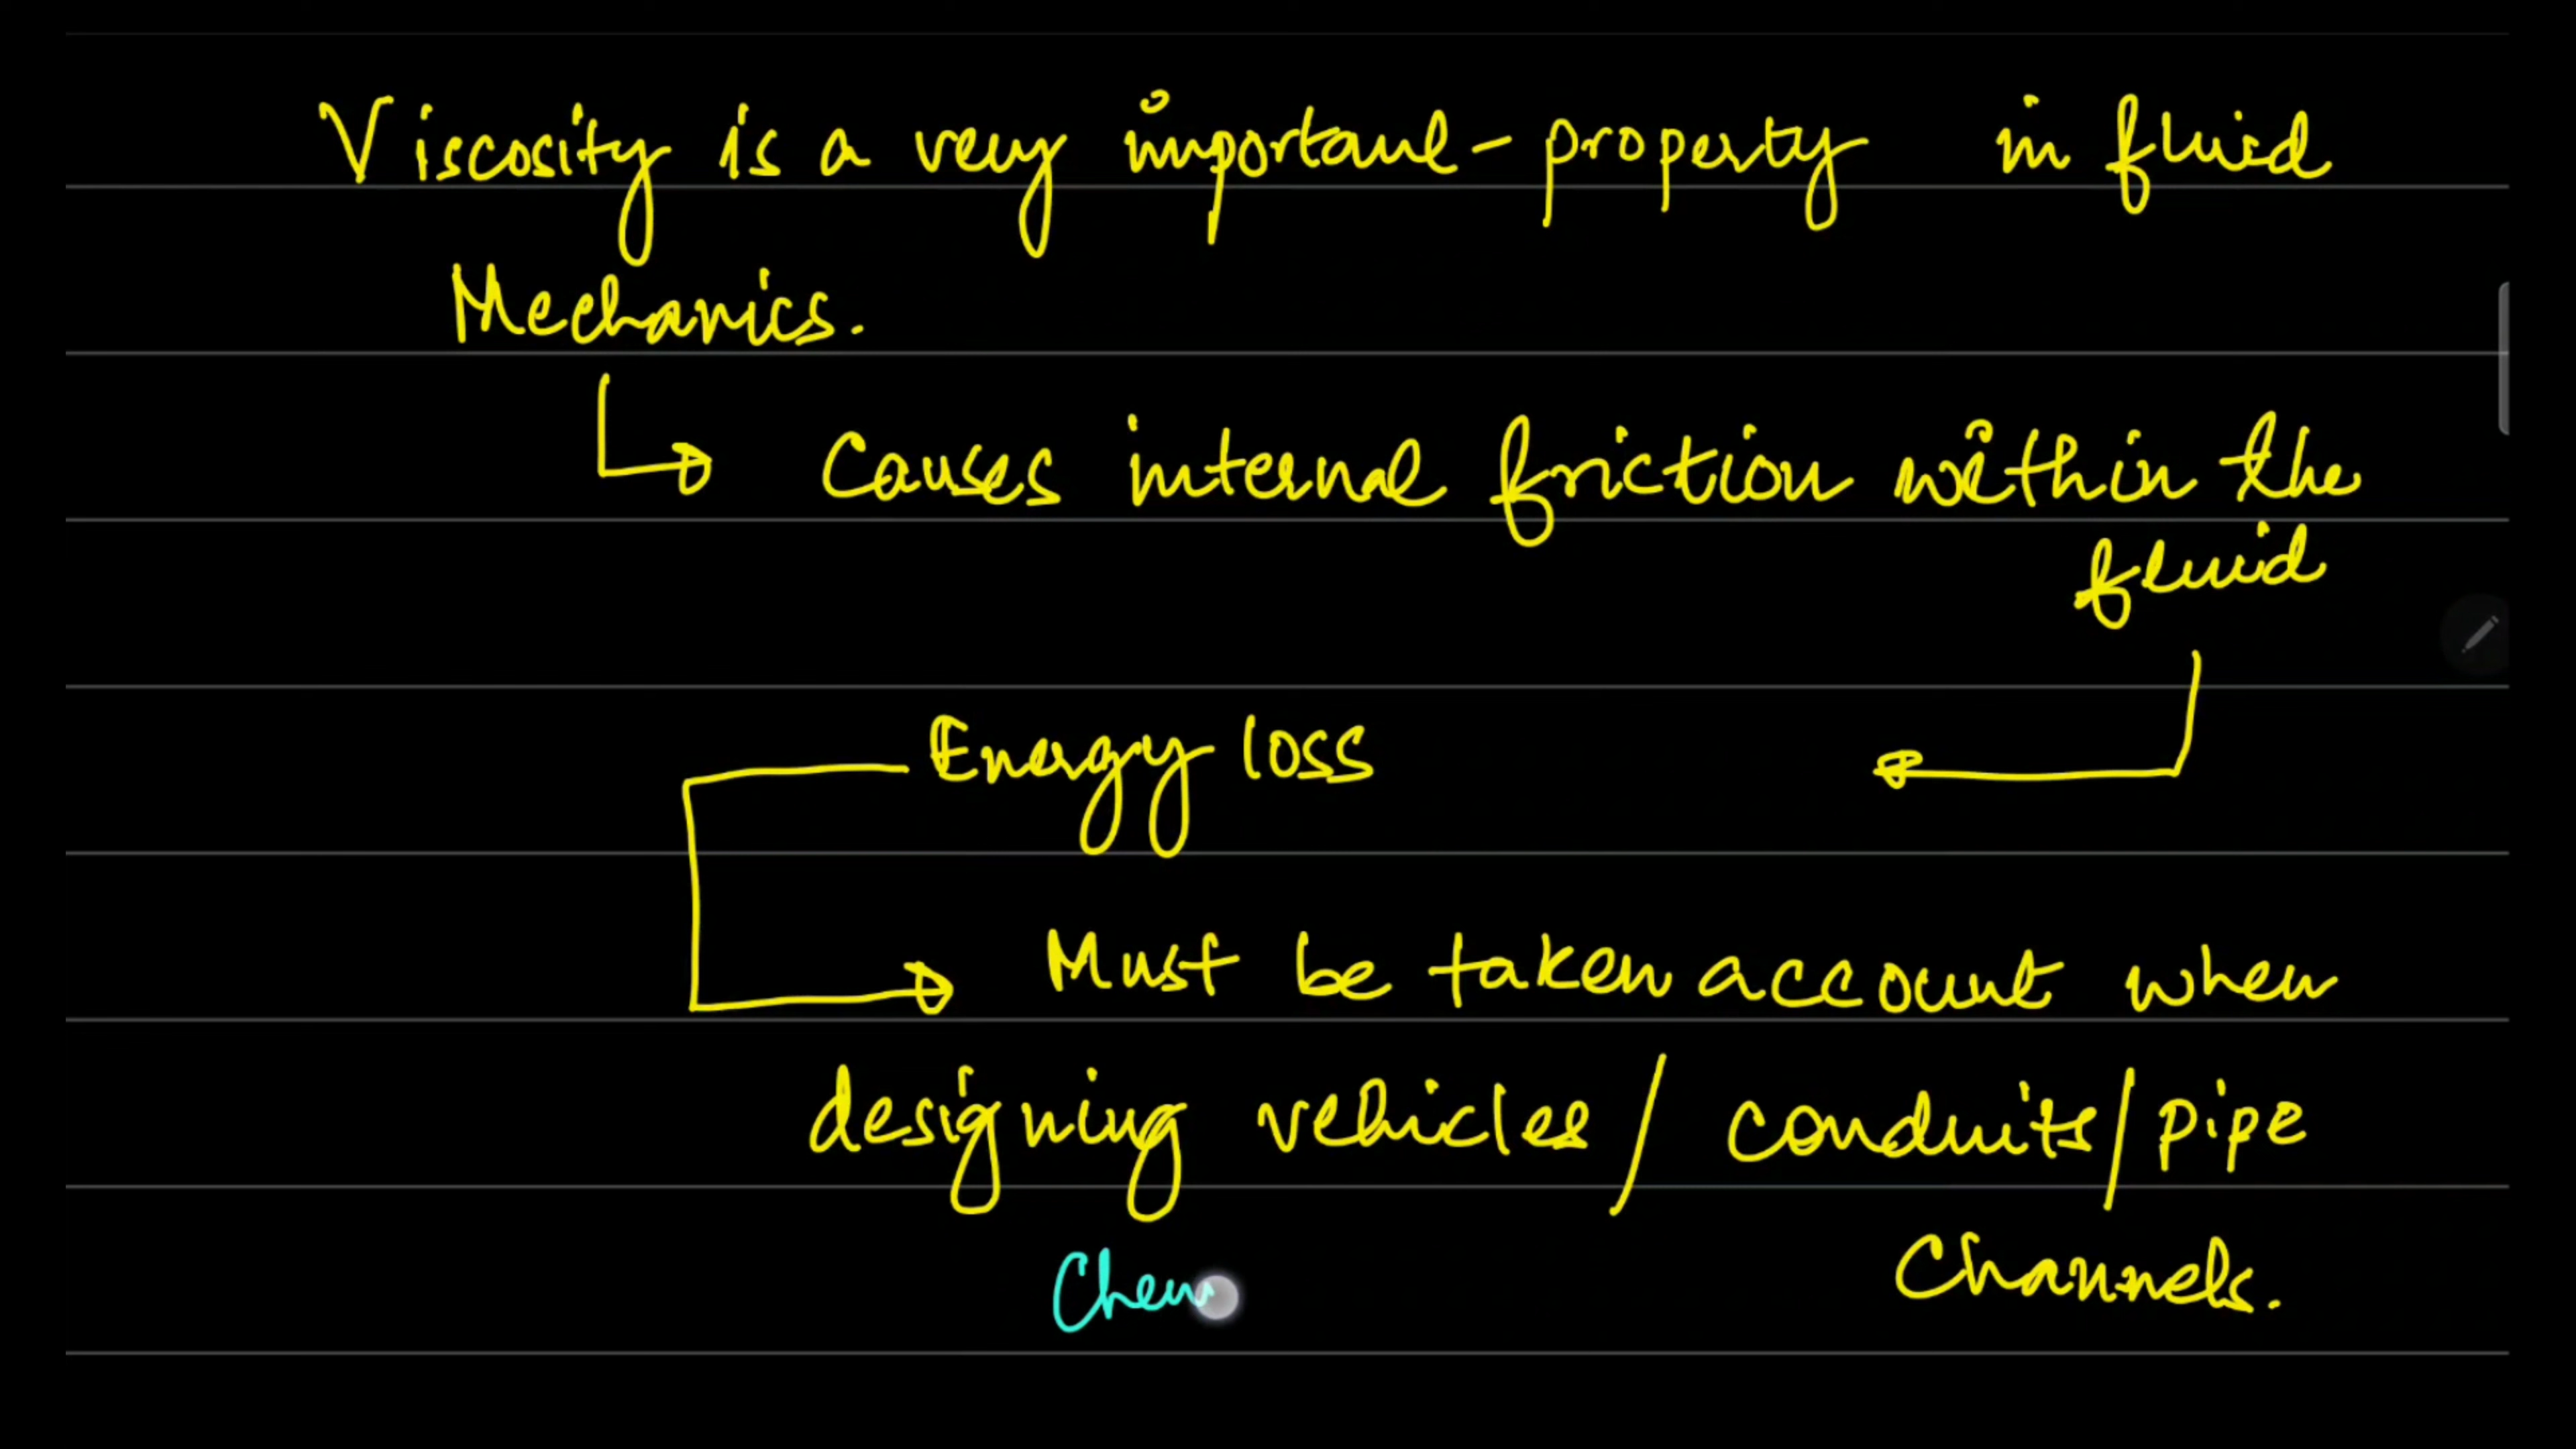 Viscosity is a very important property in fluid
Mechanics.
Causes internal friction within the
fluid
Energy loss
Must be taken account when
designing vehicles/ conduits/pipe
Channels.
Chem